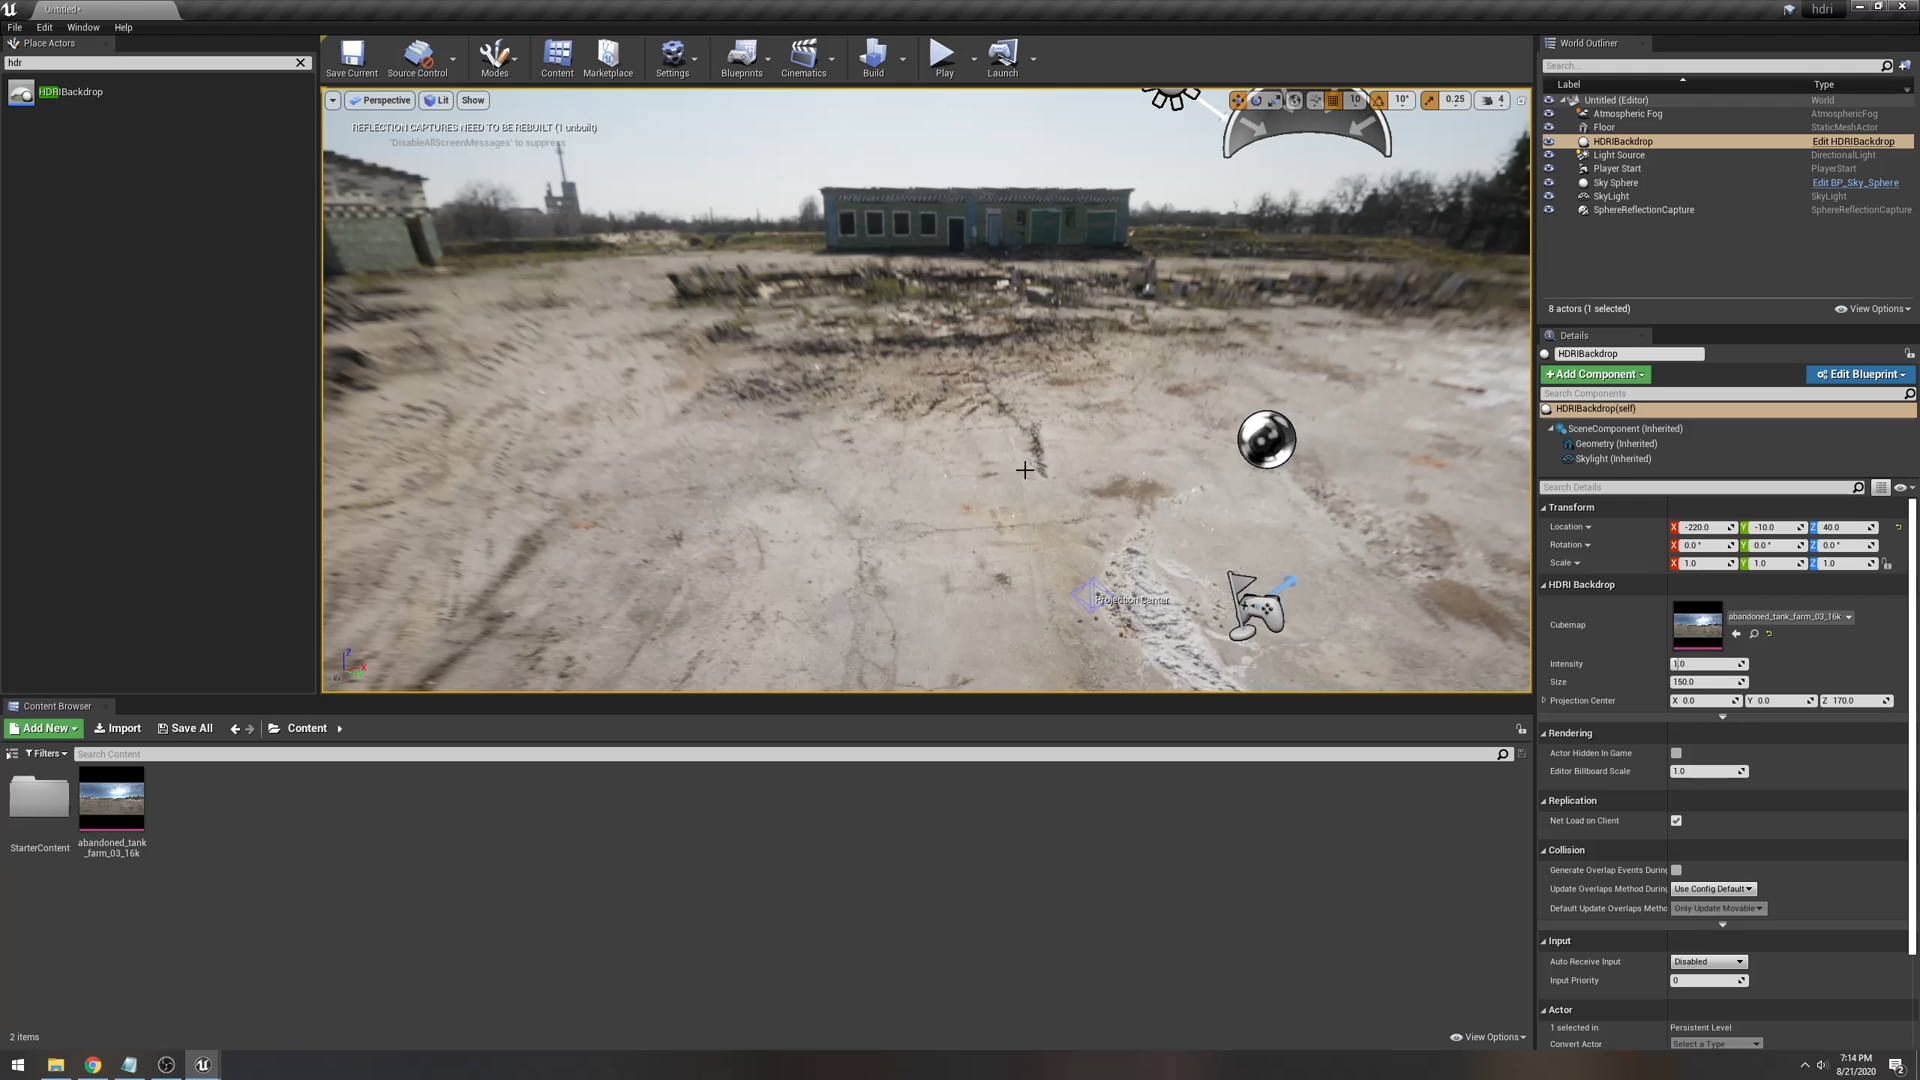 Untitled*
hdri
File Edit Window Help
Place Actors
hdr
HDRIBackdrop
Save Current
Source Control
Modes
Content
Marketplace
Settings
Blueprints
Cinematics
Build
Play
Launch
Perspective
Lit
Show
10
10°
0.25
4
REFLECTION CAPTURES NEED TO BE REBUILT (1 unbuilt)
'DisableAllScreenMessages' to suppress
Projection Center
Z
X
Y
World Outliner
Search...
Label Type
Untitled (Editor) World
Atmospheric Fog AtmosphericFog
Floor StaticMeshActor
HDRIBackdrop Edit HDRIBackdrop
Light Source DirectionalLight
Player Start PlayerStart
Sky Sphere Edit BP_Sky_Sphere
SkyLight SkyLight
SphereReflectionCapture SphereReflectionCapture
8 actors (1 selected) View Options
Details
HDRIBackdrop
+ Add Component Edit Blueprint
Search Components
HDRIBackdrop(self)
SceneComponent (Inherited)
Geometry (Inherited)
Skylight (Inherited)
Search Details
Transform
Location X -220.0 Y -10.0 Z 40.0
Rotation X 0.0 ° Y 0.0 ° Z 0.0 °
Scale X 1.0 Y 1.0 Z 1.0
HDRI Backdrop
Cubemap abandoned_tank_farm_03_16k
Intensity 1.0
Size 150.0
Projection Center X 0.0 Y 0.0 Z 170.0
Rendering
Actor Hidden In Game
Editor Billboard Scale 1.0
Replication
Net Load on Client
Collision
Generate Overlap Events During
Update Overlaps Method During Use Config Default
Default Update Overlaps Metho Only Update Movable
Input
Auto Receive Input Disabled
Input Priority 0
Actor
1 selected in Persistent Level
Convert Actor Select a Type
Content Browser
Add New Import Save All Content
Filters Search Content
StarterContent
abandoned_tank
_farm_03_16k
2 items View Options
7:14 PM
8/21/2020
2